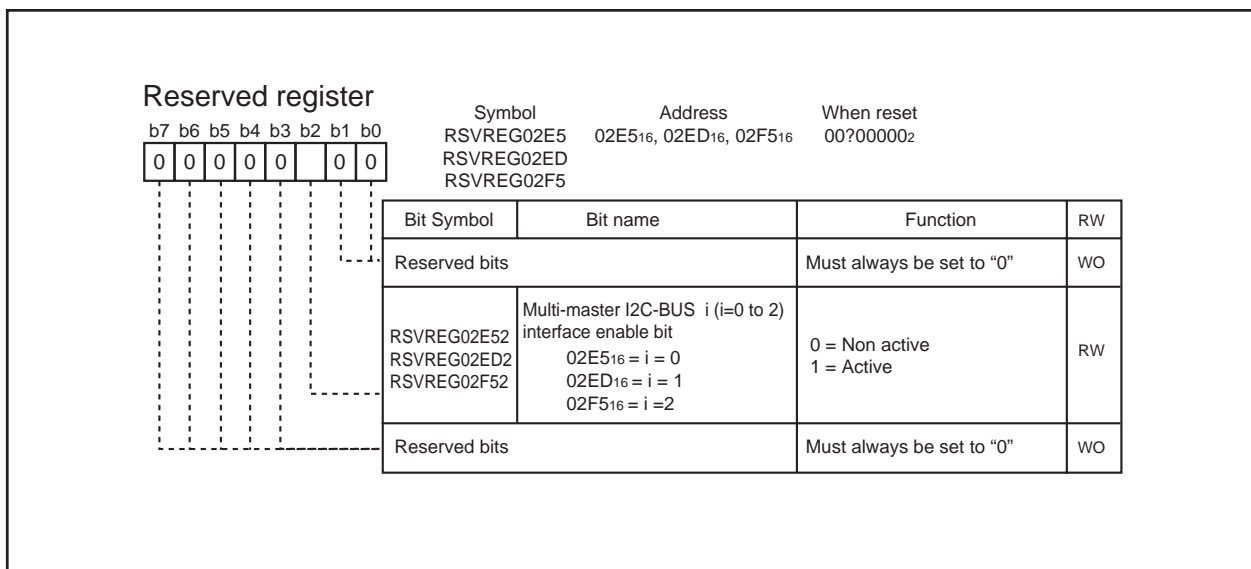 Reserved register
b7 b6 b5 b4 b3 b2 b1 b0
0 0 0 0 0 0 0
Symbol Address When reset
RSVREG02E5 02E516, 02ED16, 02F516 00?000002
RSVREG02ED
RSVREG02F5
Bit Symbol Bit name Function RW
Reserved bits Must always be set to “0” WO
RSVREG02E52
RSVREG02ED2
RSVREG02F52
Multi-master I2C-BUS i (i=0 to 2)
interface enable bit
02E516 = i = 0
02ED16 = i = 1
02F516 = i =2
0 = Non active
1 = Active
RW
Reserved bits Must always be set to “0” WO